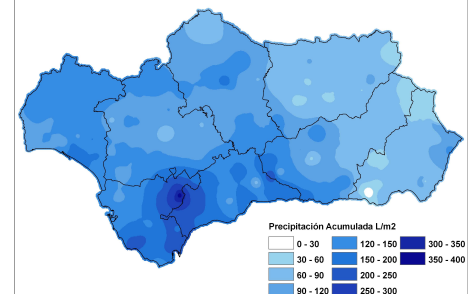 Precipitación Acumulada L/m2
0 - 30 120 - 150 300 - 350
30 - 60 150 - 200 350 - 400
60 - 90 200 - 250
90 - 120 250 - 300